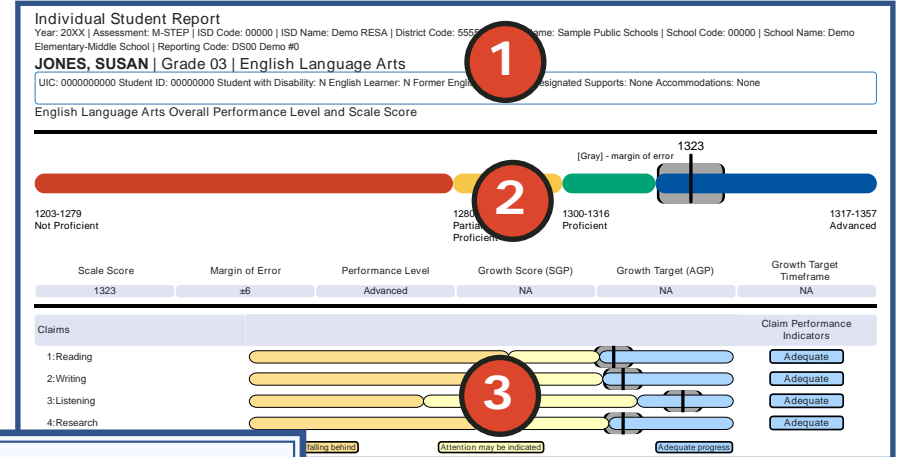 Individual Student Report
Year: 20XX | Assessment: M-STEP | ISD Code: 00000 | ISD Name: Demo RESA | District Code: 5555 ame: Sample Public Schools | School Code: 00000 | School Name: Demo
Elementary-Middle School | Reporting Code: DS00 Demo #0
1
JONES, SUSAN | Grade 03 | English Language Arts
UIC: 0000000000 Student ID: 00000000 Student with Disability: N English Learner: N Former Engli esignated Supports: None Accommodations: None
English Language Arts Overall Performance Level and Scale Score
1323
[Gray] - margin of error
2
1203-1279 1280 1300-1316 1317-1357
Not Proficient Partia Proficient Advanced
Proficien
Scale Score Margin of Error Performance Level Growth Score (SGP) Growth Target (AGP) Growth Target
Timeframe
1323 ±6 Advanced NA NA NA
Claims Claim Performance
Indicators
1:Reading Adequate
2:Writing Adequate
3
3:Listening Adequate
4:Research Adequate
falling behind Attention may be indicated Adequate progress